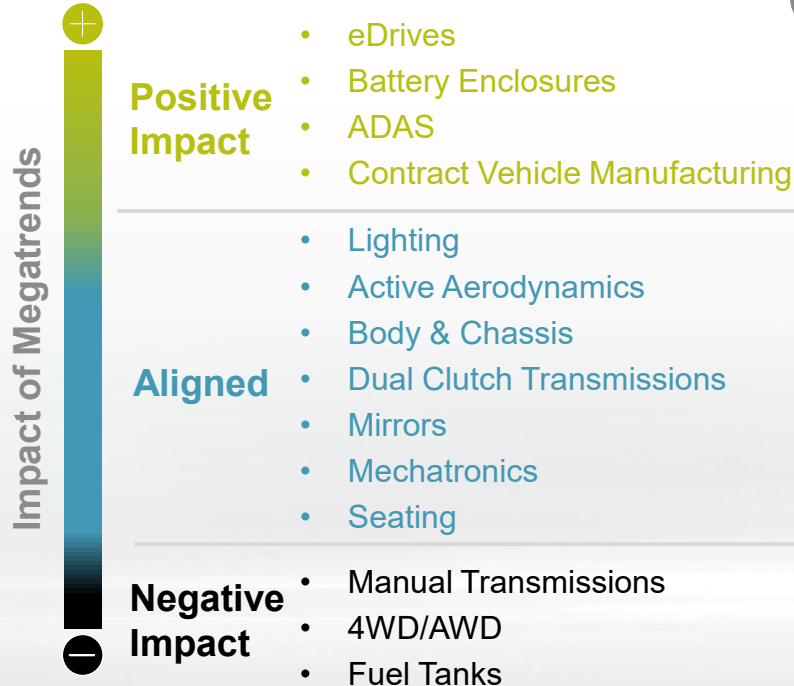 Impact of Megatrends
Positive
Impact
• eDrives
• Battery Enclosures
• ADAS
• Contract Vehicle Manufacturing
Aligned
• Lighting
• Active Aerodynamics
• Body & Chassis
• Dual Clutch Transmissions
• Mirrors
• Mechatronics
• Seating
Negative
Impact
• Manual Transmissions
• 4WD/AWD
• Fuel Tanks